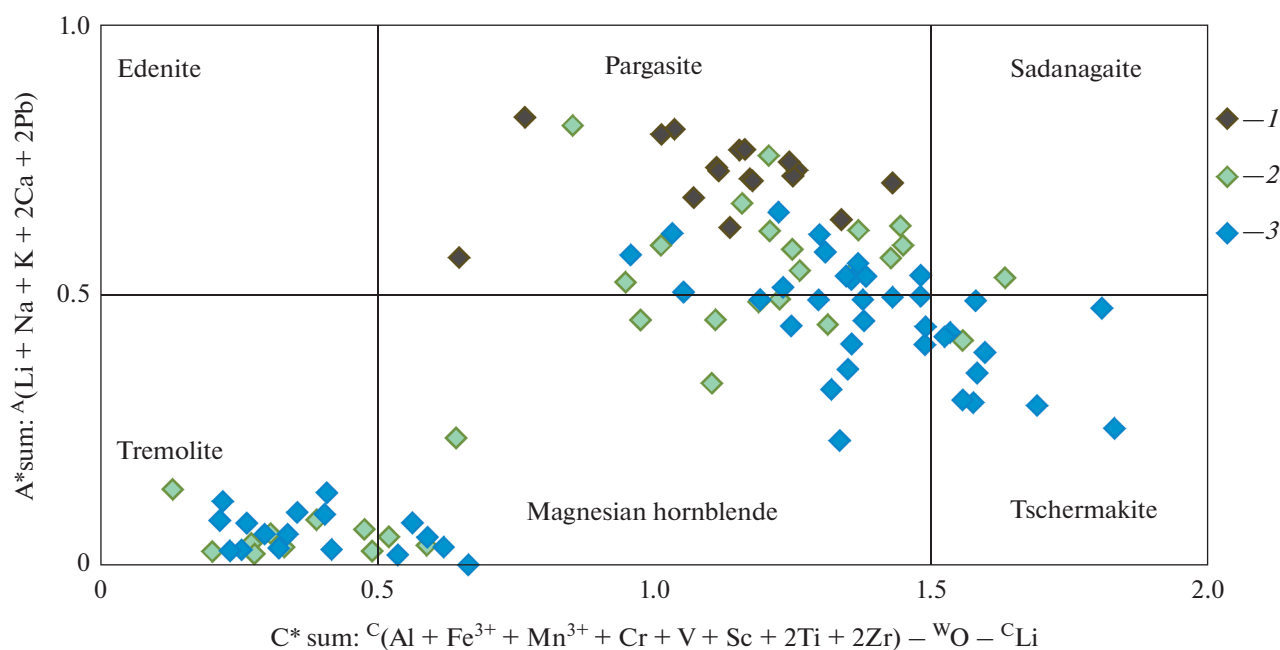 1.0
Edenite
Pargasite
Sadanagaite
—1
—2
—3
A*sum: ᴬ(Li + Na + K + 2Ca + 2Pb)
0.5
Tremolite
Magnesian hornblende
Tschermakite
0
0 0.5 1.0 1.5 2.0
C* sum: ᶜ(Al + Fe³⁺ + Mn³⁺ + Cr + V + Sc + 2Ti + 2Zr) – ᵂO – ᶜLi